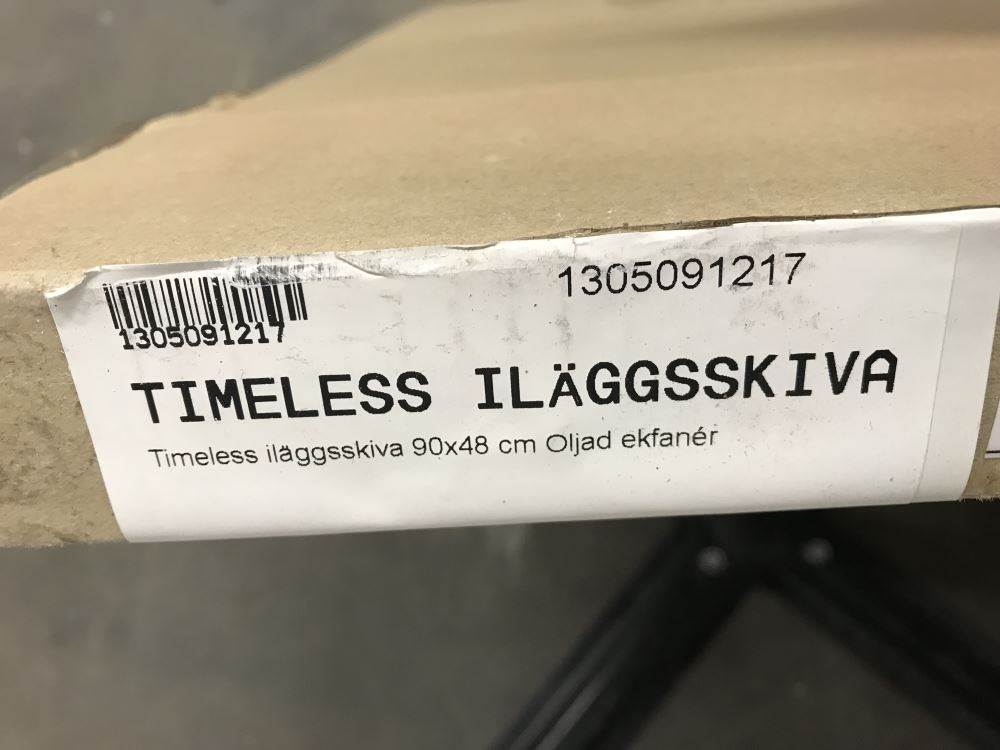 1305091217
1305091217
TIMELESS ILÄGGSSKIVA
Timeless iläggsskiva 90x48 cm Oljad ekfanér